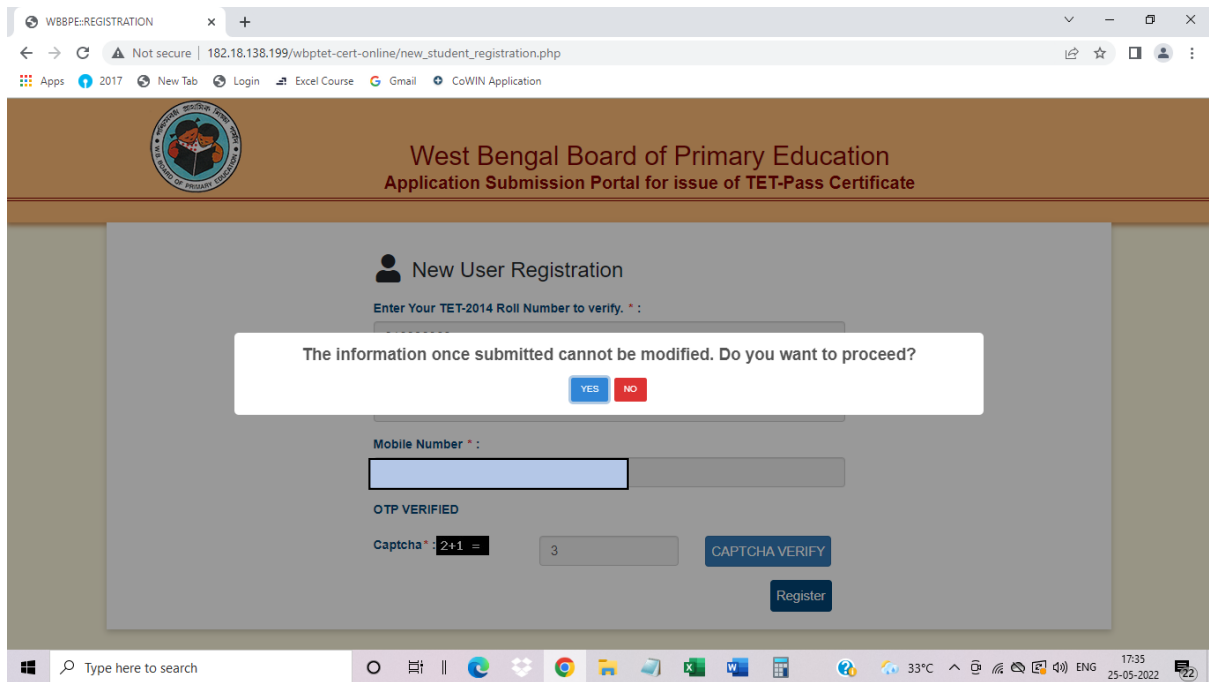 WBBPE::REGISTRATION
Not secure | 182.18.138.199/wbptet-cert-online/new_student_registration.php
Apps 2017 New Tab Login Excel Course Gmail CoWIN Application
West Bengal Board of Primary Education
Application Submission Portal for issue of TET-Pass Certificate
New User Registration
Enter Your TET-2014 Roll Number to verify. * :
The information once submitted cannot be modified. Do you want to proceed?
YES NO
Mobile Number * :
OTP VERIFIED
Captcha* : 2+1 = 3 CAPTCHA VERIFY
Register
Type here to search 33°C ENG 17:35
25-05-2022 22